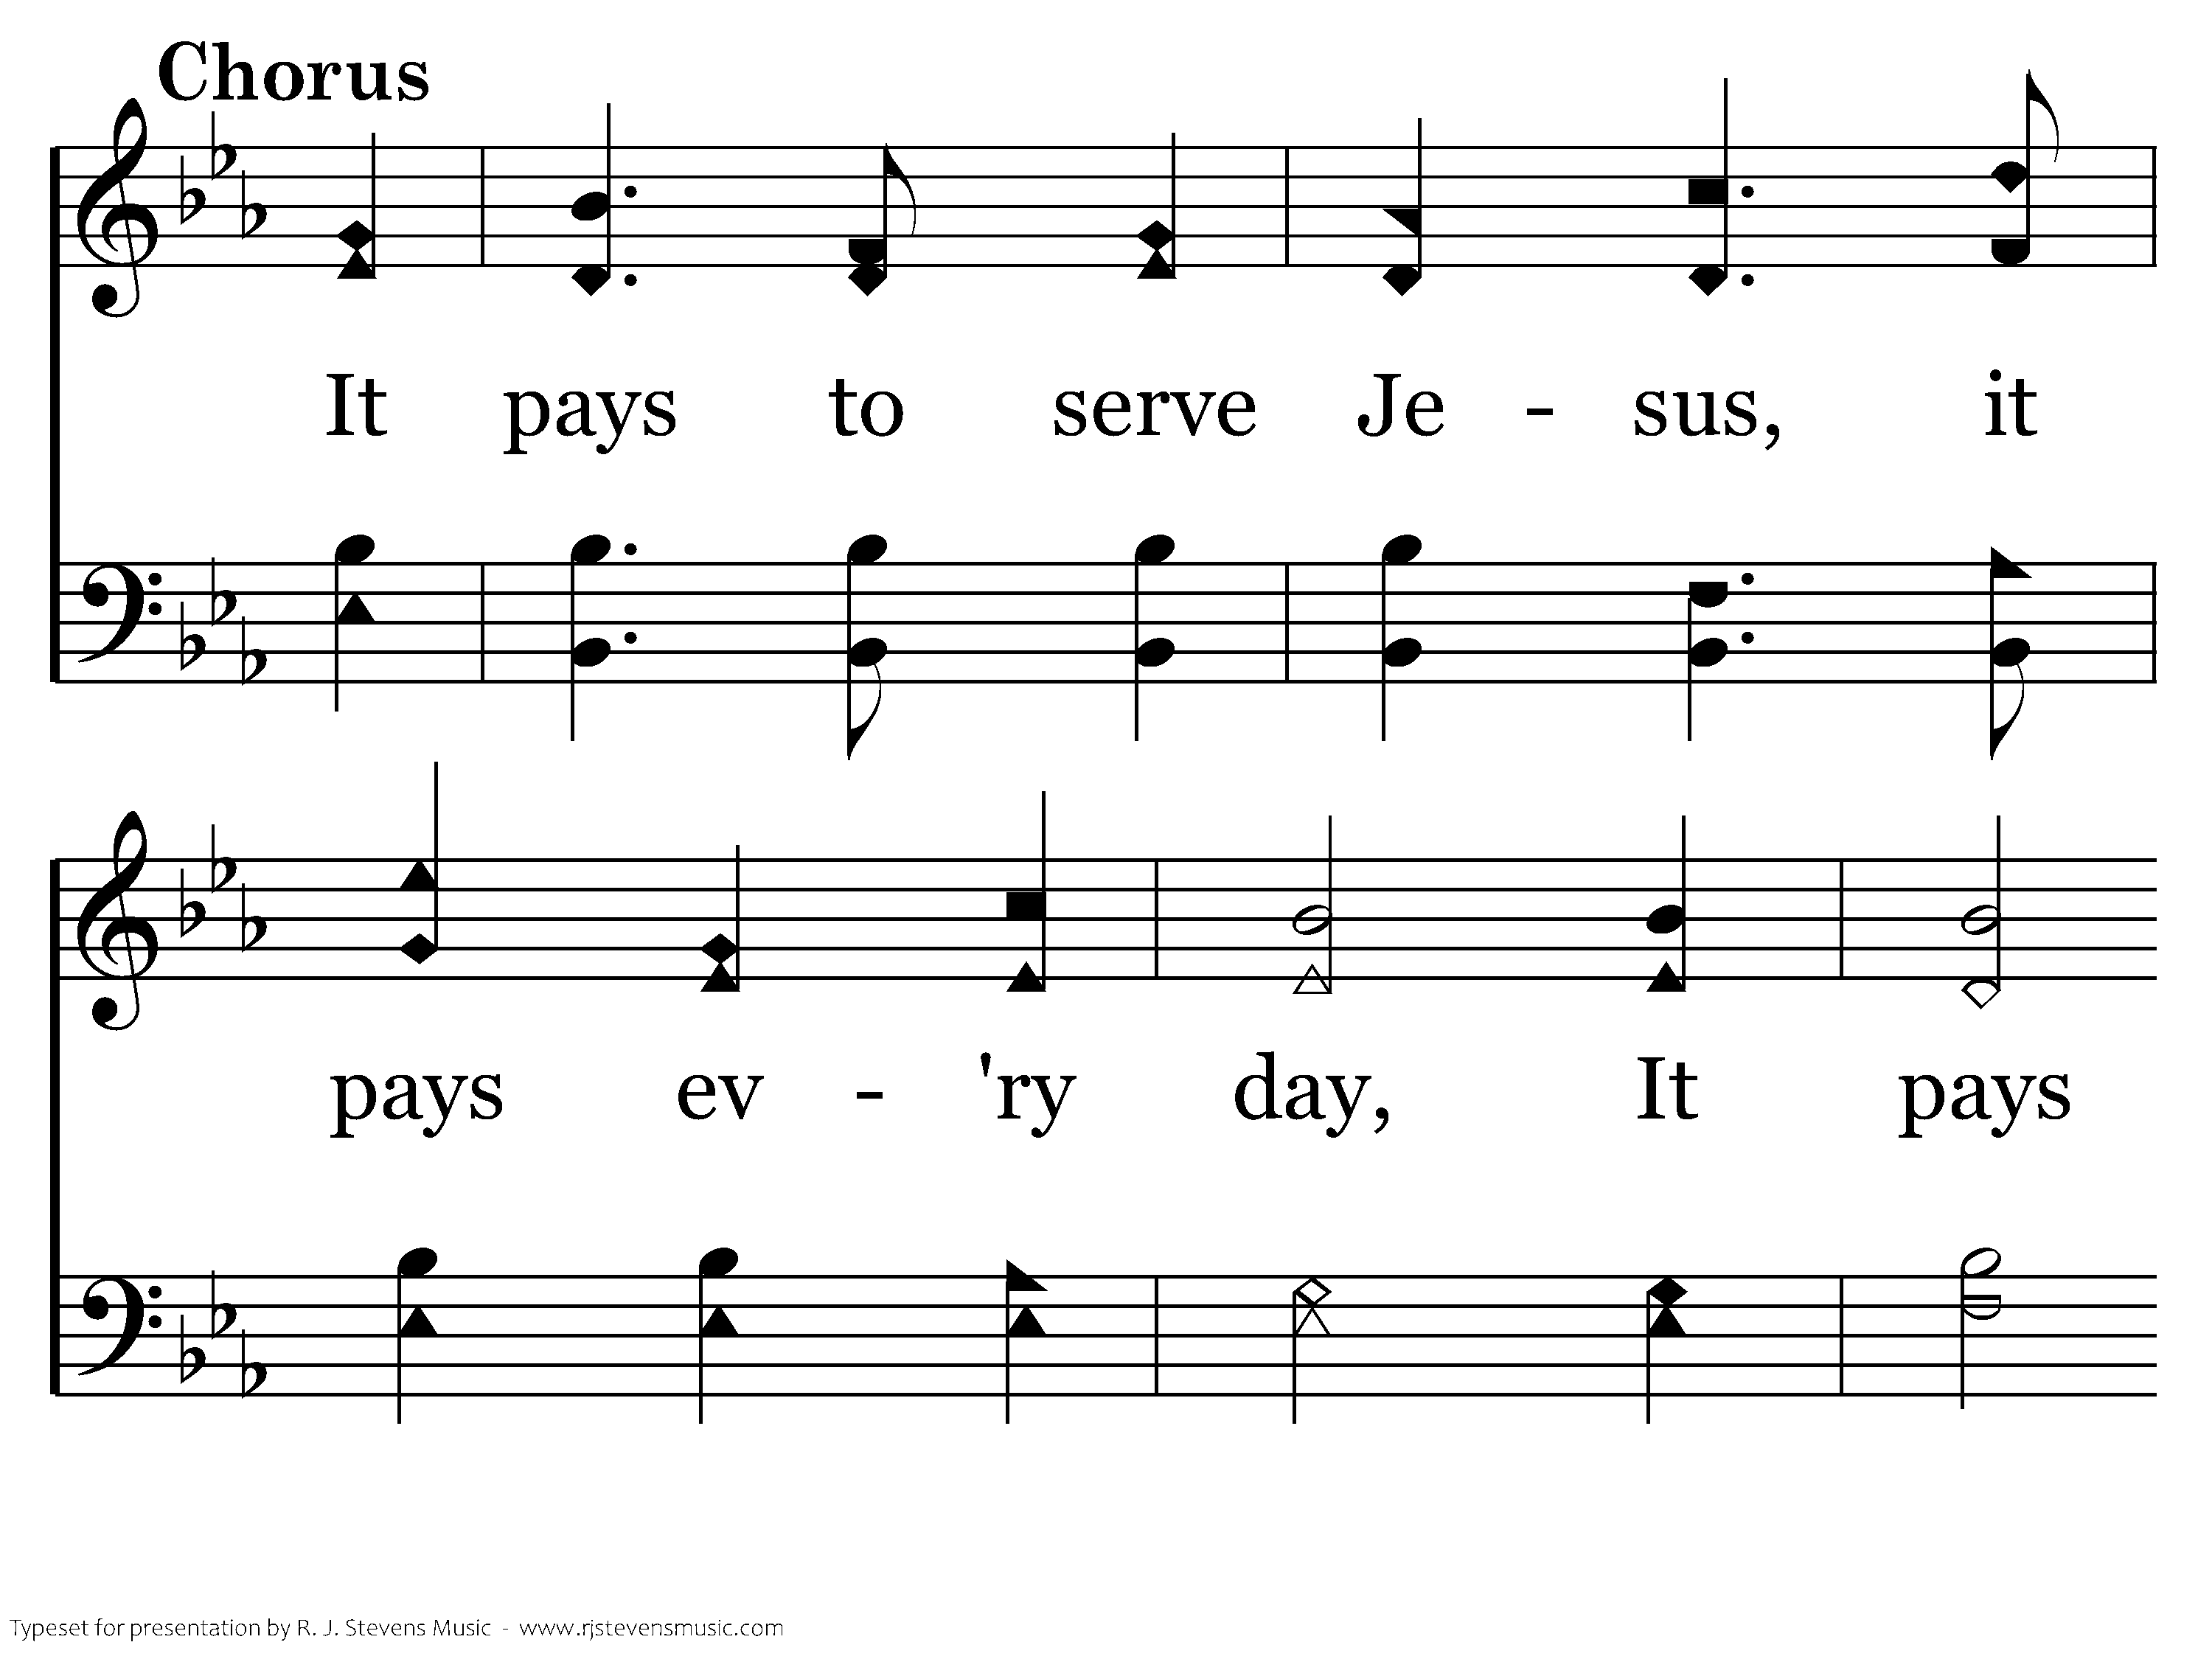 Chorus
It pays to serve Je - sus, it
pays ev - 'ry day, It pays
Typeset for presentation by R. J. Stevens Music - www.rjstevensmusic.com